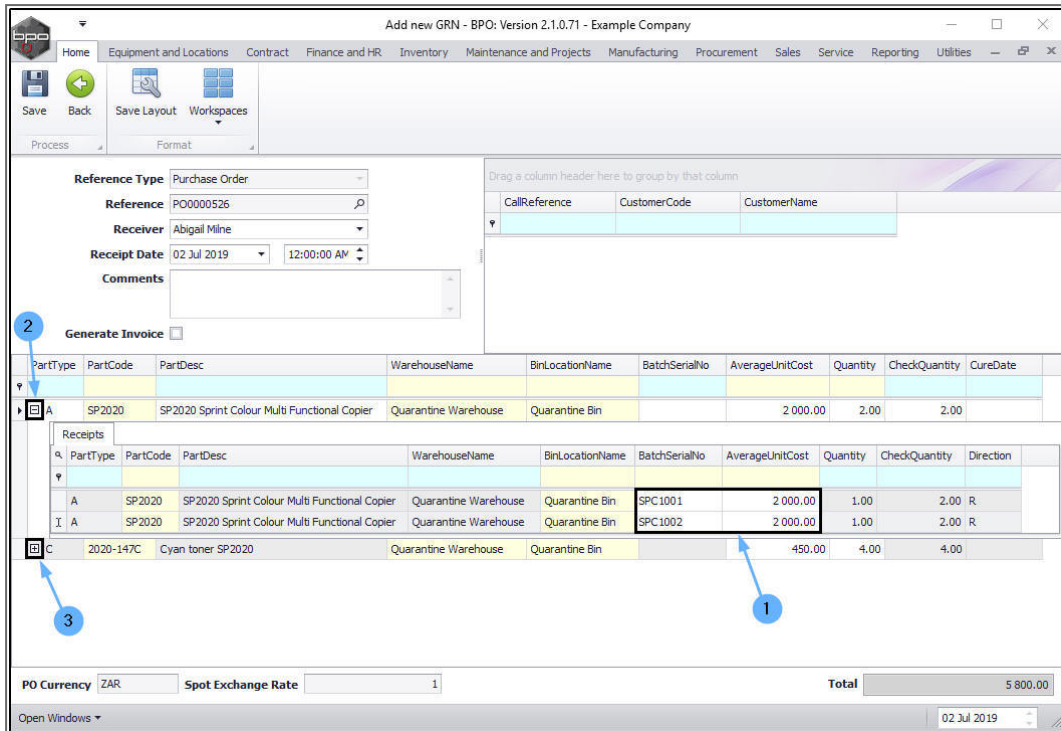 Add new GRN - BPO: Version 2.1.0.71 - Example Company
bpo
Home Equipment and Locations Contract Finance and HR Inventory Maintenance and Projects Manufacturing Procurement Sales Service Reporting Utilities
Save Back Save Layout Workspaces
Process Format
Reference Type Purchase Order
Reference PO0000526
Receiver Abigail Milne
Receipt Date 02 Jul 2019 12:00:00 AM
Comments
Generate Invoice
Drag a column header here to group by that column
CallReference CustomerCode CustomerName
2
PartType PartCode PartDesc WarehouseName BinLocationName BatchSerialNo AverageUnitCost Quantity CheckQuantity CureDate
A SP2020 SP2020 Sprint Colour Multi Functional Copier Quarantine Warehouse Quarantine Bin 2 000.00 2.00 2.00
Receipts
PartType PartCode PartDesc WarehouseName BinLocationName BatchSerialNo AverageUnitCost Quantity CheckQuantity Direction
A SP2020 SP2020 Sprint Colour Multi Functional Copier Quarantine Warehouse Quarantine Bin SPC1001 2 000.00 1.00 2.00 R
A SP2020 SP2020 Sprint Colour Multi Functional Copier Quarantine Warehouse Quarantine Bin SPC1002 2 000.00 1.00 2.00 R
C 2020-147C Cyan toner SP2020 Quarantine Warehouse Quarantine Bin 450.00 4.00 4.00
1
3
PO Currency ZAR Spot Exchange Rate 1 Total 5 800.00
Open Windows 02 Jul 2019